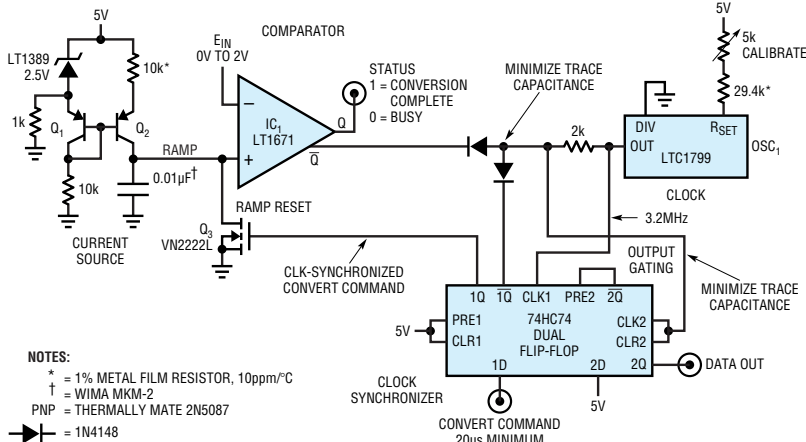 5V
LT1389
2.5V
10k*
1k
Q1
Q2
10k
CURRENT
SOURCE
RAMP
0.01µF†
EIN
0V TO 2V
COMPARATOR
IC1
LT1671
−
+
Q
Q̅
STATUS
1 = CONVERSION
COMPLETE
0 = BUSY
RAMP RESET
Q3
VN2222L
CLK-SYNCHRONIZED
CONVERT COMMAND
MINIMIZE TRACE
CAPACITANCE
2k
5V
5k
CALIBRATE
29.4k*
DIV
RSET
OUT
LTC1799
OSC1
CLOCK
3.2MHz
OUTPUT
GATING
MINIMIZE TRACE
CAPACITANCE
1Q
1Q̅
CLK1
PRE2
2Q̅
5V
PRE1
CLR1
74HC74
DUAL
FLIP-FLOP
CLK2
CLR2
1D
2D
2Q
DATA OUT
CLOCK
SYNCHRONIZER
5V
CONVERT COMMAND
20µs MINIMUM
NOTES:
* = 1% METAL FILM RESISTOR, 10ppm/°C
† = WIMA MKM-2
PNP = THERMALLY MATE 2N5087
= 1N4148